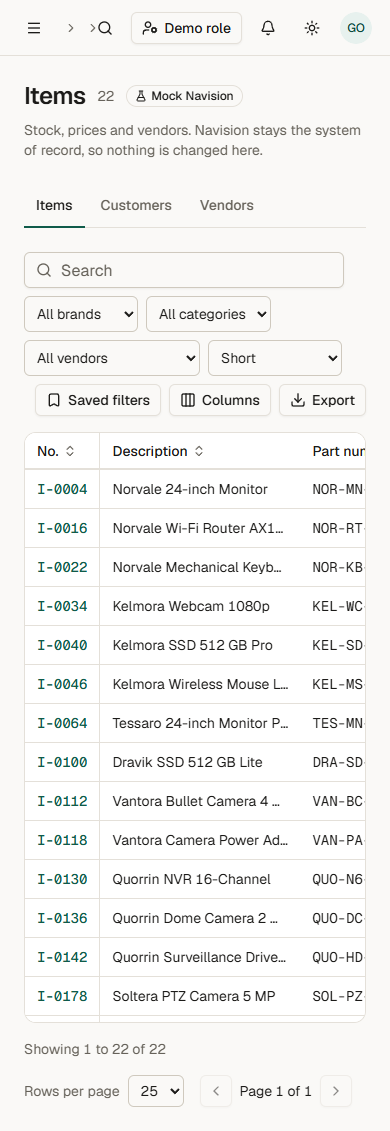 Demo role GO
Items 22 Mock Navision
Stock, prices and vendors. Navision stays the system
of record, so nothing is changed here.
Items Customers Vendors
Search
All brands All categories
All vendors Short
Saved filters Columns Export
No. Description Part nur
I-0004 Norvale 24-inch Monitor NOR-MN-
I-0016 Norvale Wi-Fi Router AX1... NOR-RT-
I-0022 Norvale Mechanical Keyb... NOR-KB-
I-0034 Kelmora Webcam 1080p KEL-WC-
I-0040 Kelmora SSD 512 GB Pro KEL-SD-
I-0046 Kelmora Wireless Mouse L... KEL-MS-
I-0064 Tessaro 24-inch Monitor P... TES-MN-
I-0100 Dravik SSD 512 GB Lite DRA-SD-
I-0112 Vantora Bullet Camera 4 ... VAN-BC-
I-0118 Vantora Camera Power Ad... VAN-PA-
I-0130 Quorrin NVR 16-Channel QUO-N6-
I-0136 Quorrin Dome Camera 2 ... QUO-DC-
I-0142 Quorrin Surveillance Drive... QUO-HD-
I-0178 Soltera PTZ Camera 5 MP SOL-PZ-
Showing 1 to 22 of 22
Rows per page 25 Page 1 of 1